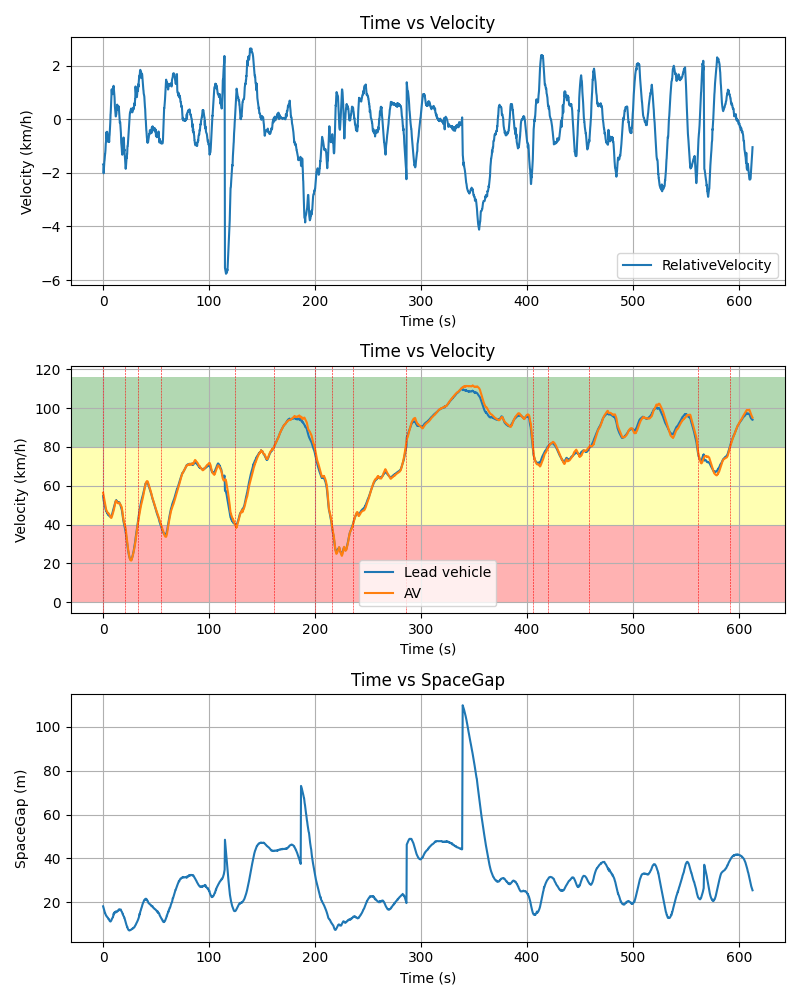 Time vs Velocity
Velocity (km/h)
2
0
−2
−4
−6
RelativeVelocity
0 100 200 300 400 500 600
Time (s)
Time vs Velocity
Velocity (km/h)
120
100
80
60
40
20
0
Lead vehicle
AV
0 100 200 300 400 500 600
Time (s)
Time vs SpaceGap
SpaceGap (m)
100
80
60
40
20
0 100 200 300 400 500 600
Time (s)